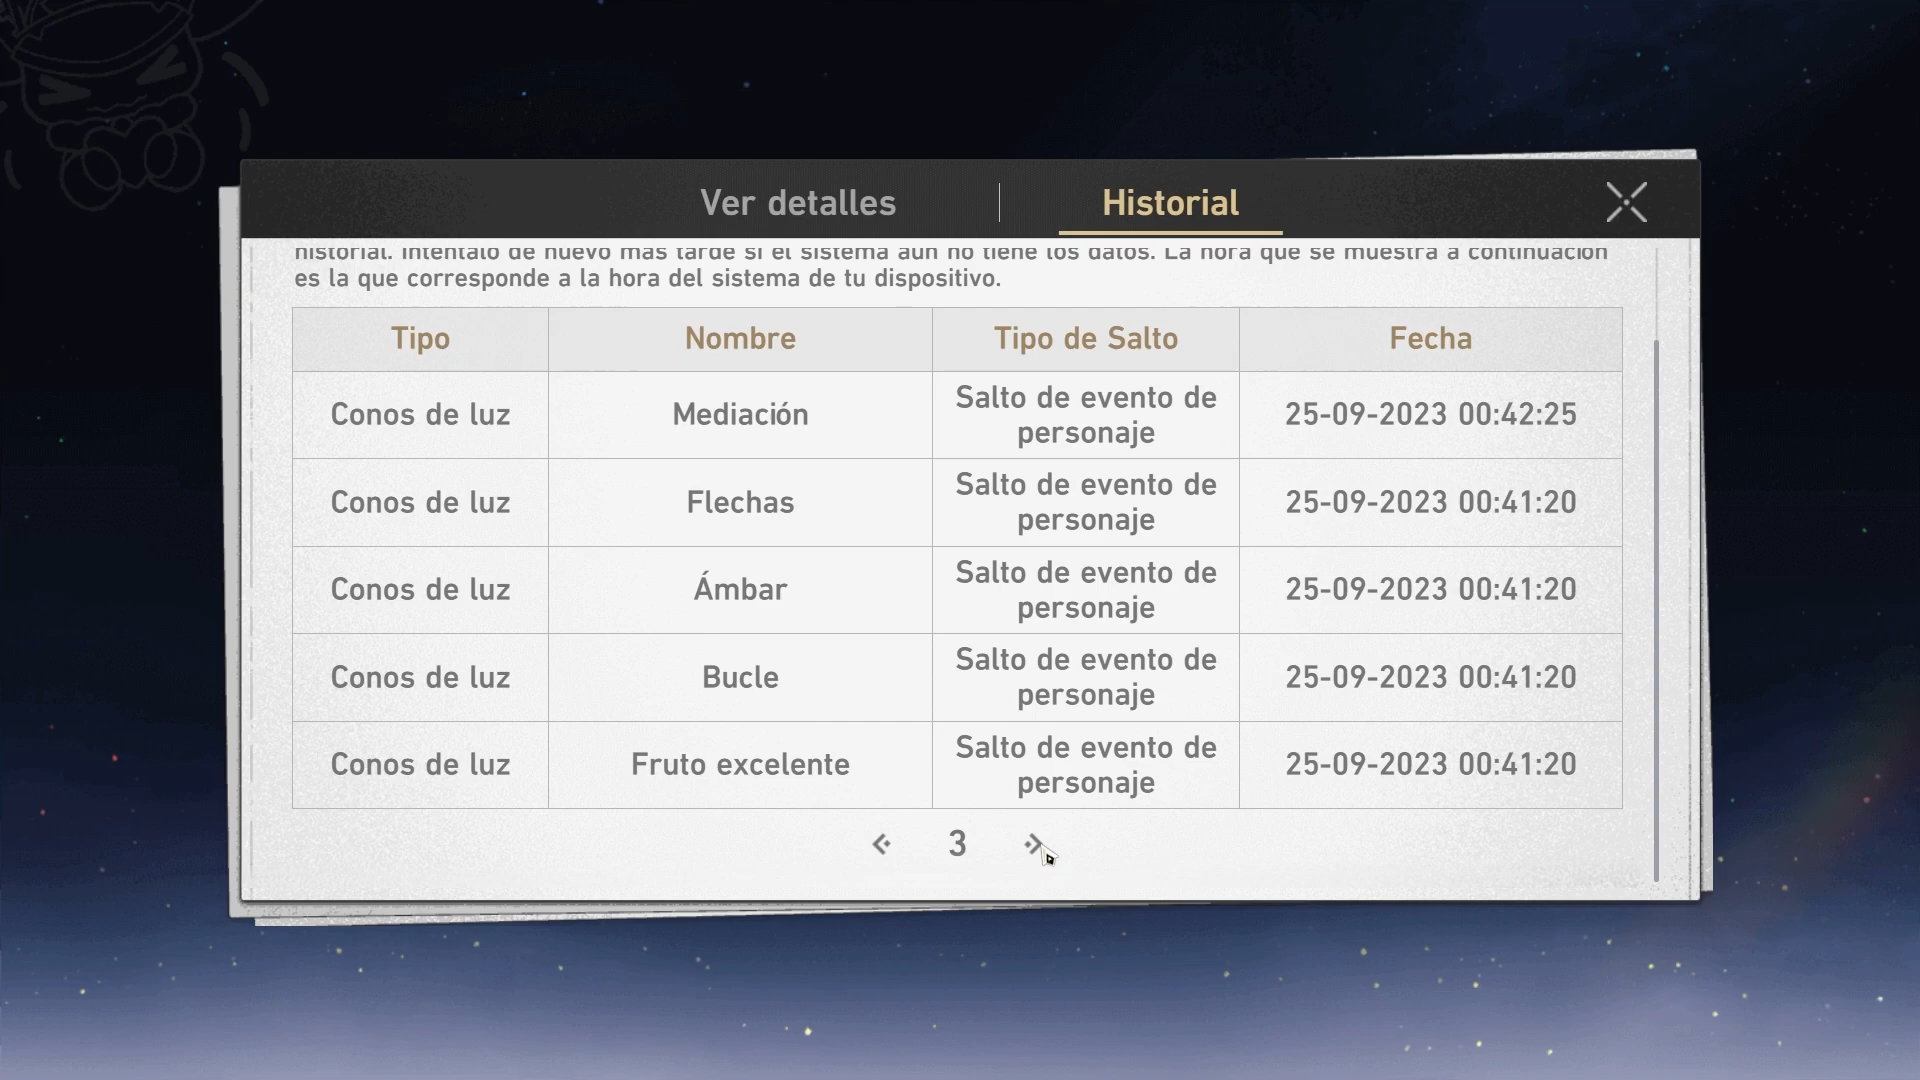 Ver detalles
Historial
historial. Inténtalo de nuevo más tarde si el sistema aún no tiene los datos. La hora que se muestra a continuación
es la que corresponde a la hora del sistema de tu dispositivo.
Tipo Nombre Tipo de Salto Fecha
Conos de luz Mediación Salto de evento de personaje 25-09-2023 00:42:25
Conos de luz Flechas Salto de evento de personaje 25-09-2023 00:41:20
Conos de luz Ámbar Salto de evento de personaje 25-09-2023 00:41:20
Conos de luz Bucle Salto de evento de personaje 25-09-2023 00:41:20
Conos de luz Fruto excelente Salto de evento de personaje 25-09-2023 00:41:20
3